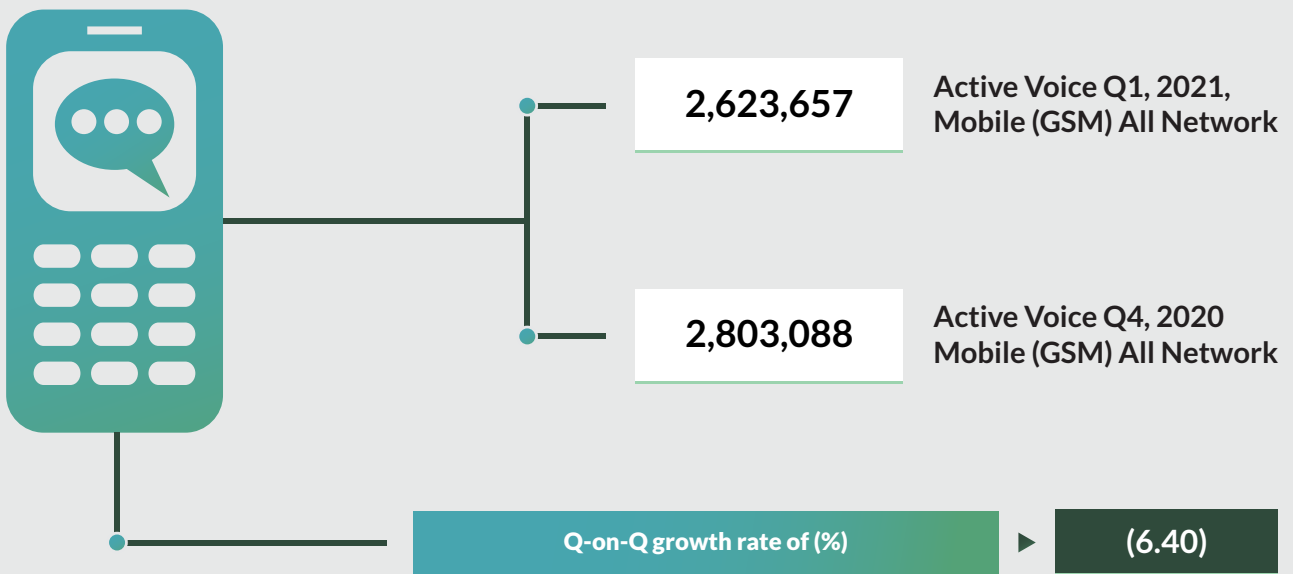 2,623,657
Active Voice Q1, 2021,
Mobile (GSM) All Network
2,803,088
Active Voice Q4, 2020
Mobile (GSM) All Network
Q-on-Q growth rate of (%)
(6.40)